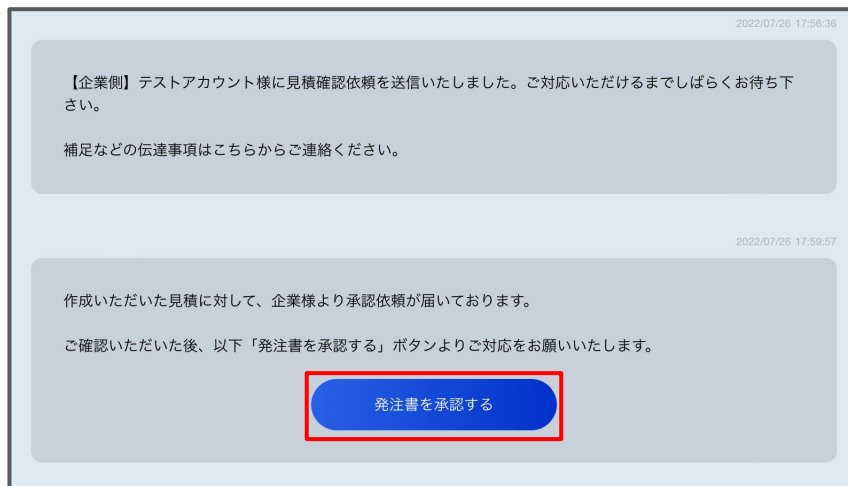 2022/07/26 17:56:36
【企業側】テストアカウント様に見積確認依頼を送信いたしました。ご対応いただけるまでしばらくお待ち下
さい。
補足などの伝達事項はこちらからご連絡ください。
2022/07/26 17:59:57
作成いただいた見積に対して、企業様より承認依頼が届いております。
ご確認いただいた後、以下「発注書を承認する」ボタンよりご対応をお願いいたします。
発注書を承認する